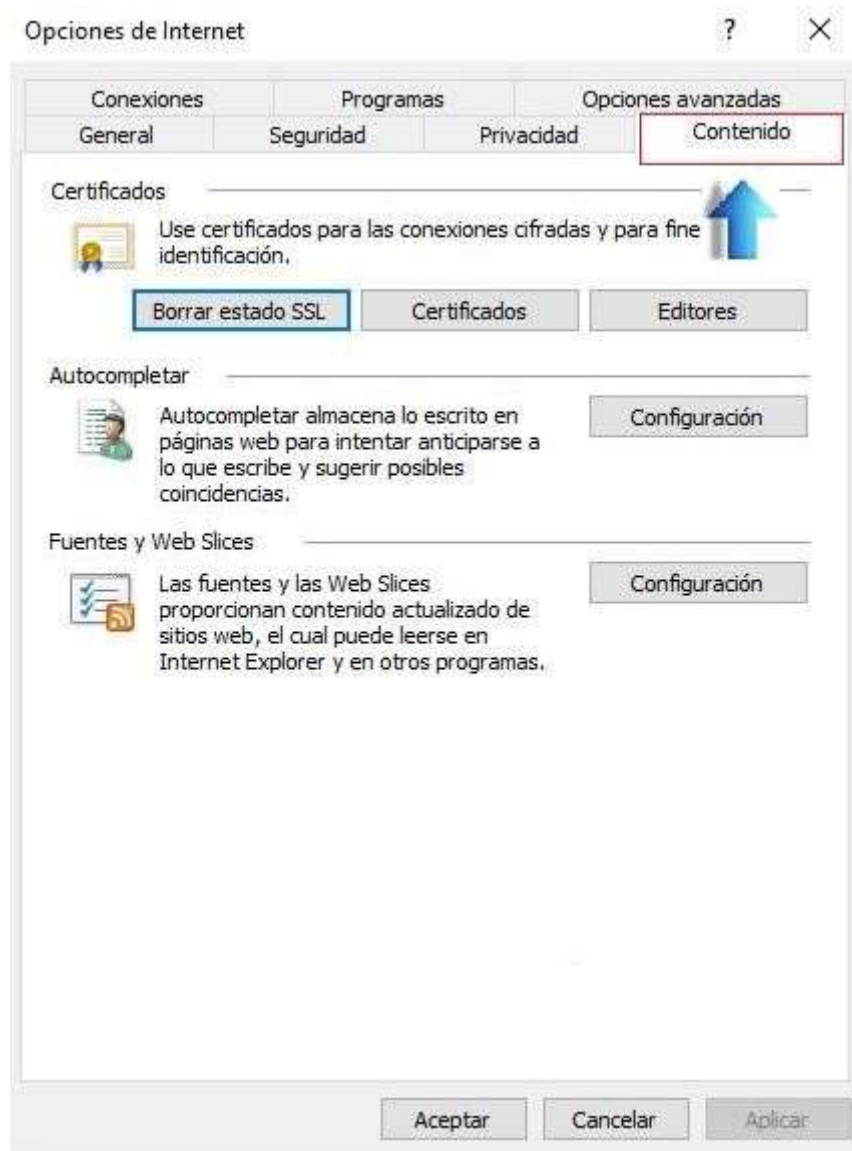 Opciones de Internet
?
Conexiones Programas Opciones avanzadas
General Seguridad Privacidad Contenido
Certificados
Use certificados para las conexiones cifradas y para fine
identificación.
Borrar estado SSL Certificados Editores
Autocompletar
Autocompletar almacena lo escrito en
páginas web para intentar anticiparse a
lo que escribe y sugerir posibles
coincidencias.
Configuración
Fuentes y Web Slices
Las fuentes y las Web Slices
proporcionan contenido actualizado de
sitios web, el cual puede leerse en
Internet Explorer y en otros programas.
Configuración
Aceptar Cancelar Aplicar